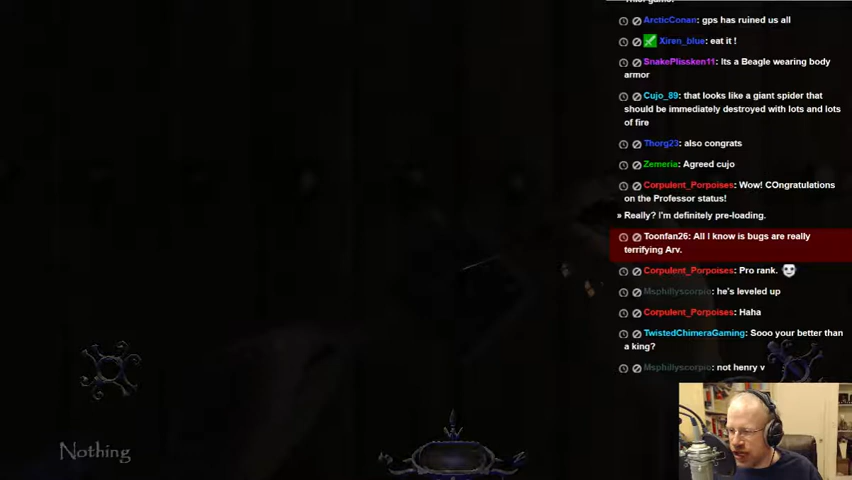 ArcticConan: gps has ruined us all
Xiren_blue: eat it !
SnakePlissken11: Its a Beagle wearing body
armor
Cujo_89: that looks like a giant spider that
should be immediately destroyed with lots and lots
of fire
Thorg23: also congrats
Zemeria: Agreed cujo
Corpulent_Porpoises: Wow! COngratulations
on the Professor status!
» Really? I'm definitely pre-loading.
Toonfan26: All I know is bugs are really
terrifying Arv.
Corpulent_Porpoises: Pro rank.
Msphillyscorpio: he's leveled up
Corpulent_Porpoises: Haha
TwistedChimeraGaming: Sooo your better than
a king?
Msphillyscorpio: not henry v
Nothing